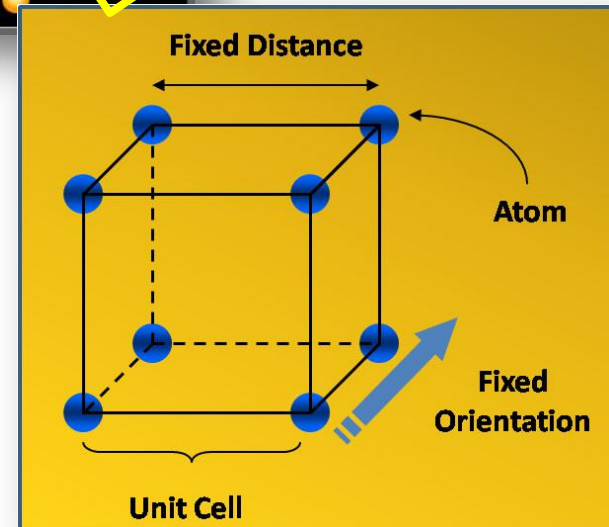 Fixed Distance
Atom
Fixed
Orientation
Unit Cell